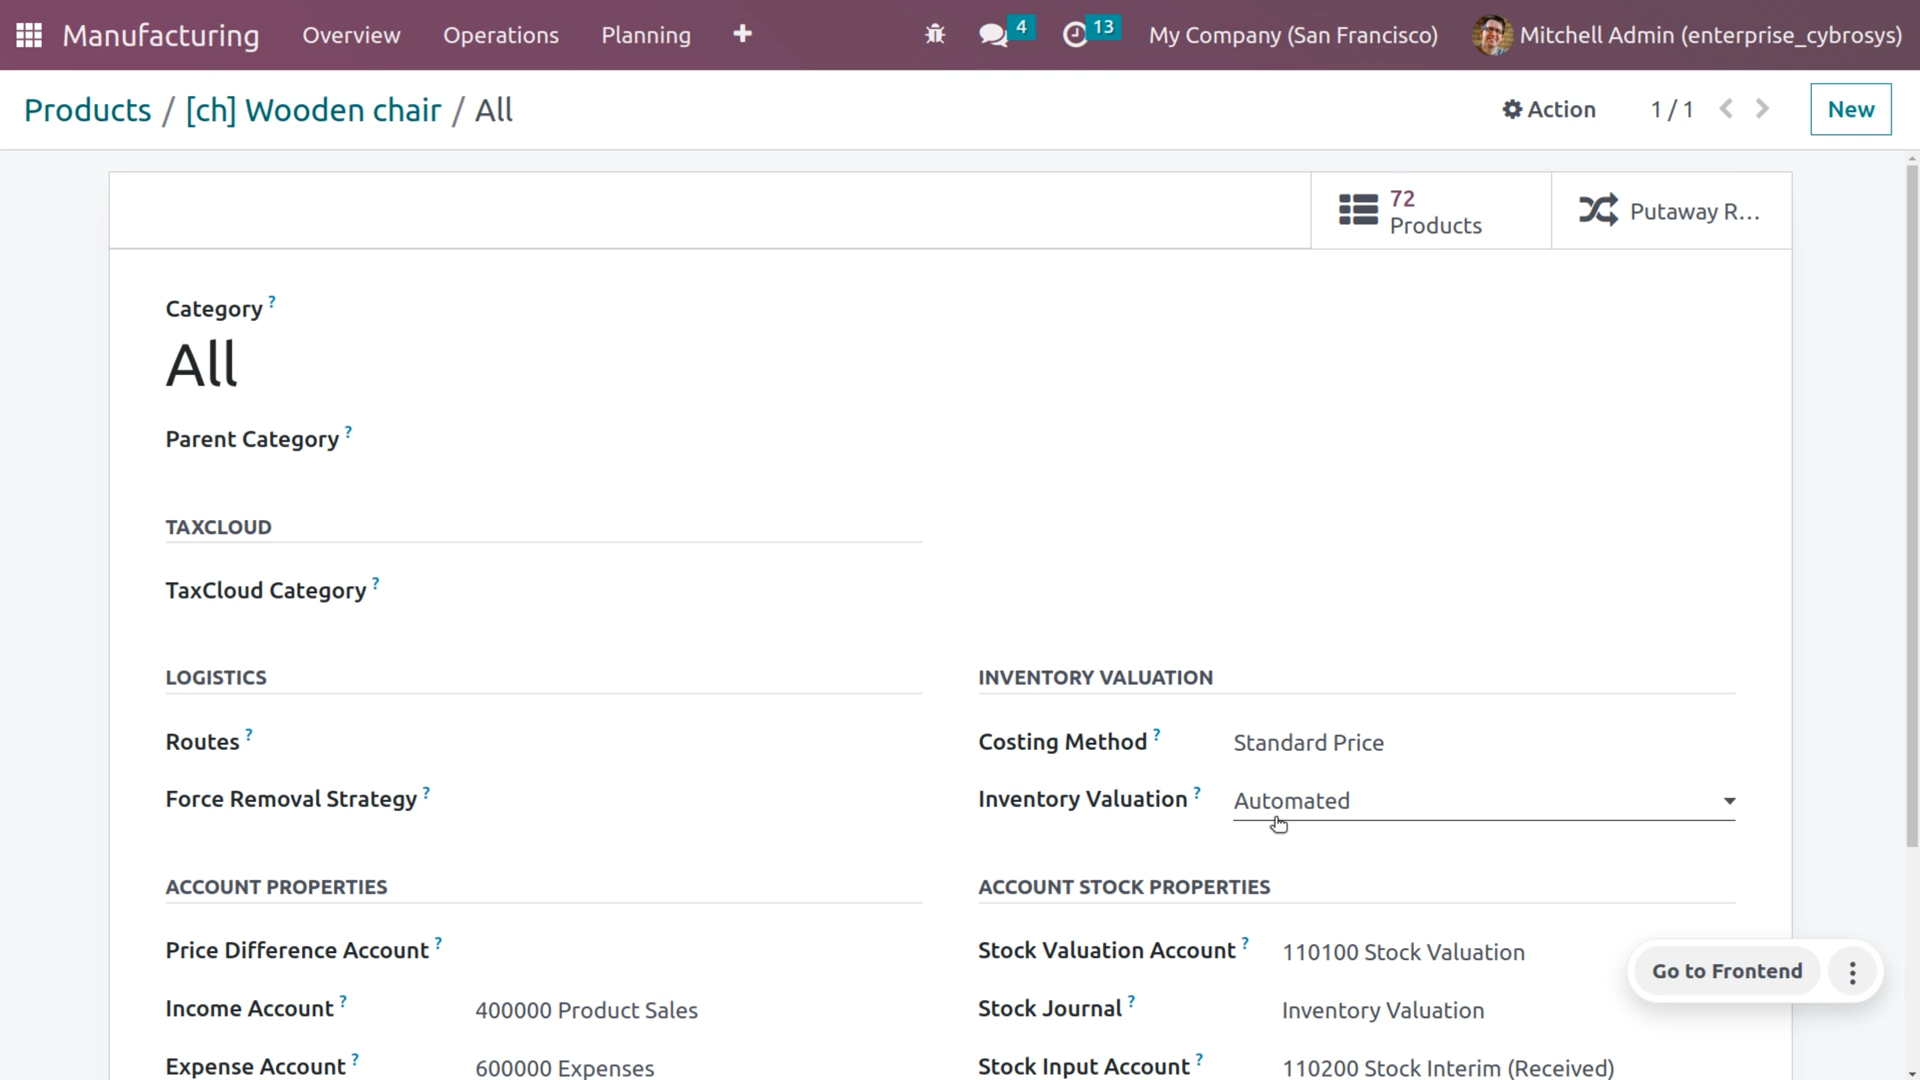 Manufacturing Overview Operations Planning + 4 13 My Company (San Francisco) Mitchell Admin (enterprise_cybrosys)
Products / [ch] Wooden chair / All Action 1 / 1 New
72
Products
Putaway R...
Category ?
All
Parent Category ?
TAXCLOUD
TaxCloud Category ?
LOGISTICS
Routes ?
Force Removal Strategy ?
INVENTORY VALUATION
Costing Method ? Standard Price
Inventory Valuation ? Automated
ACCOUNT PROPERTIES
Price Difference Account ?
Income Account ? 400000 Product Sales
Expense Account ? 600000 Expenses
ACCOUNT STOCK PROPERTIES
Stock Valuation Account ? 110100 Stock Valuation
Stock Journal ? Inventory Valuation
Stock Input Account ? 110200 Stock Interim (Received)
Go to Frontend